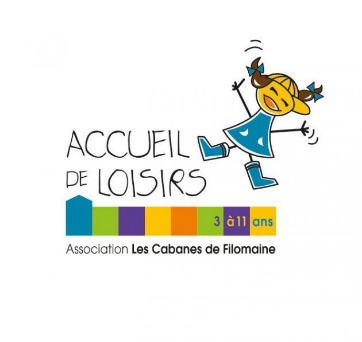 ACCUEIL
DE LOISIRS
3 à 11 ans
Association Les Cabanes de Filomaine